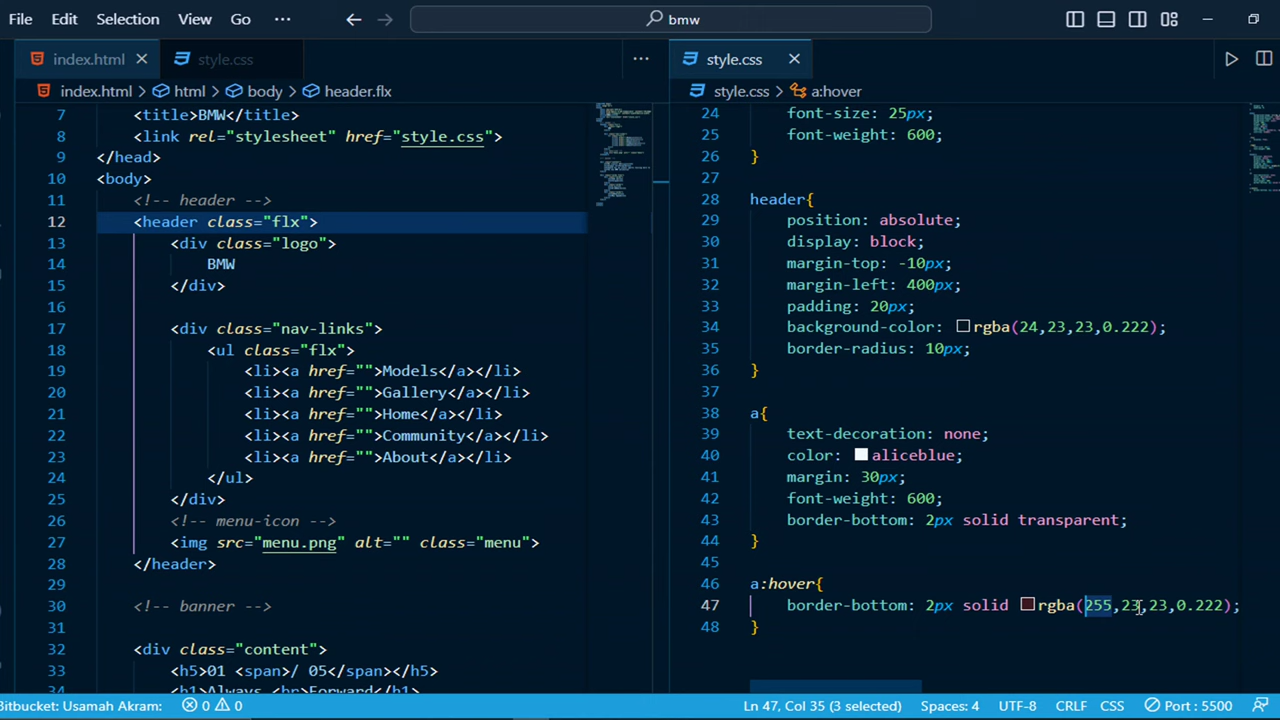 File Edit Selection View Go ··· bmw
index.html style.css ···
index.html > html > body > header.flx
7 <title>BMW</title>
8 <link rel="stylesheet" href="style.css">
9 </head>
10 <body>
11 <!-- header -->
12 <header class="flx">
13 <div class="logo">
14 BMW
15 </div>
16
17 <div class="nav-links">
18 <ul class="flx">
19 <li><a href="">Models</a></li>
20 <li><a href="">Gallery</a></li>
21 <li><a href="">Home</a></li>
22 <li><a href="">Community</a></li>
23 <li><a href="">About</a></li>
24 </ul>
25 </div>
26 <!-- menu-icon -->
27 <img src="menu.png" alt="" class="menu">
28 </header>
29
30 <!-- banner -->
31
32 <div class="content">
33 <h5>01 <span>/ 05</span></h5>
34 <h1>Always <br>Forward</h1>
style.css
style.css > a:hover
24 font-size: 25px;
25 font-weight: 600;
26 }
27
28 header{
29 position: absolute;
30 display: block;
31 margin-top: -10px;
32 margin-left: 400px;
33 padding: 20px;
34 background-color: rgba(24,23,23,0.222);
35 border-radius: 10px;
36 }
37
38 a{
39 text-decoration: none;
40 color: aliceblue;
41 margin: 30px;
42 font-weight: 600;
43 border-bottom: 2px solid transparent;
44 }
45
46 a:hover{
47 border-bottom: 2px solid rgba(255,23,23,0.222);
48 }
Bitbucket: Usamah Akram: 0 0 Ln 47, Col 35 (3 selected) Spaces: 4 UTF-8 CRLF CSS Port : 5500